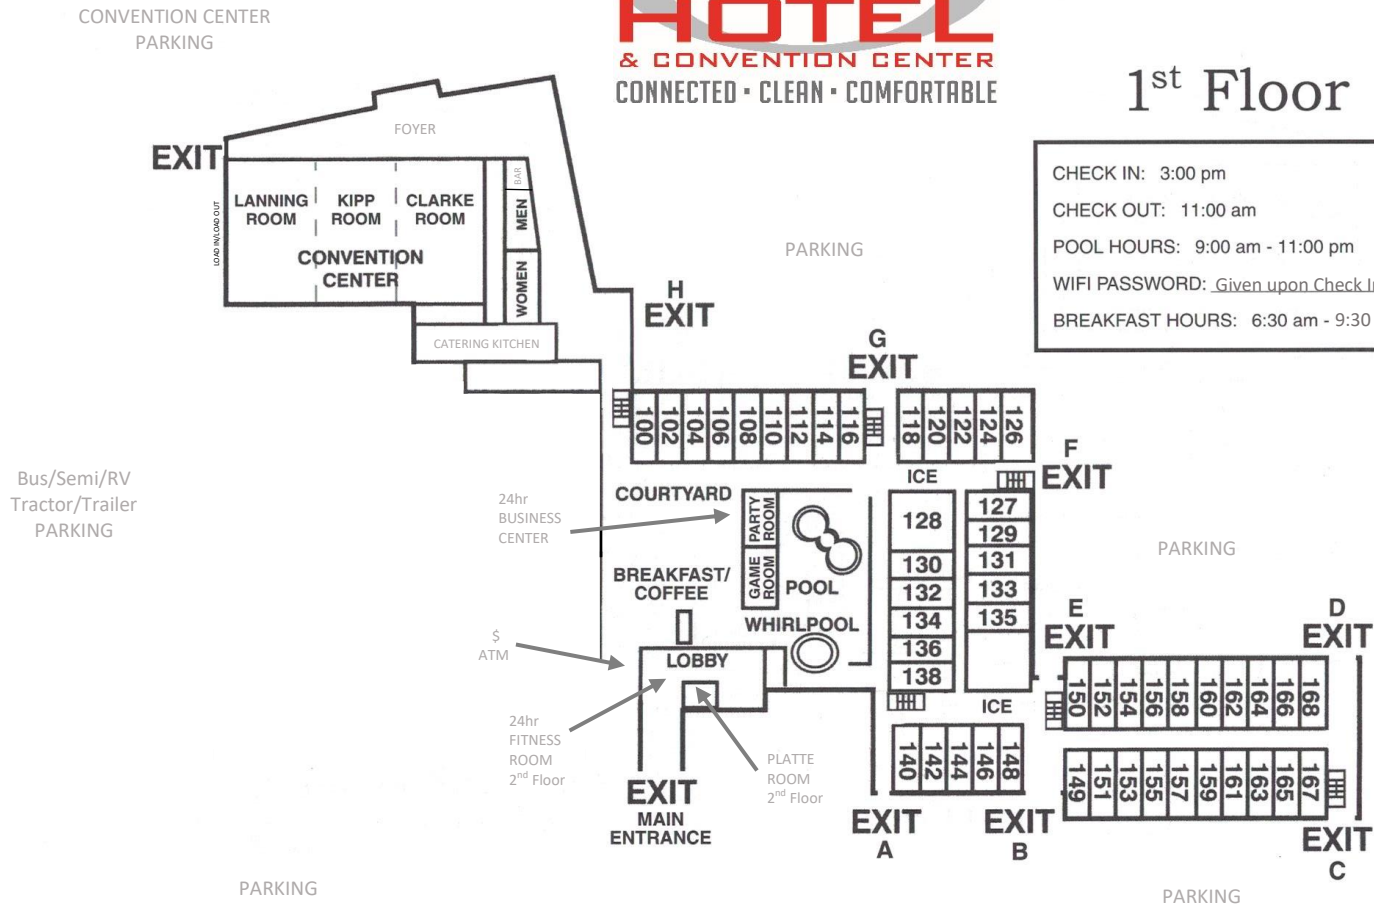 CONVENTION CENTER
PARKING
HOTEL
& CONVENTION CENTER
CONNECTED • CLEAN • COMFORTABLE
1st Floor
CHECK IN: 3:00 pm
CHECK OUT: 11:00 am
POOL HOURS: 9:00 am - 11:00 pm
WIFI PASSWORD: Given upon Check In
BREAKFAST HOURS: 6:30 am - 9:30
FOYER
EXIT
LOAD IN/LOAD OUT
LANNING
ROOM
KIPP
ROOM
CLARKE
ROOM
CONVENTION
CENTER
BAR
MEN
WOMEN
CATERING KITCHEN
PARKING
H
EXIT
G
EXIT
100
102
104
106
108
110
112
114
116
118
120
122
124
126
F
EXIT
ICE
Bus/Semi/RV
Tractor/Trailer
PARKING
24hr
BUSINESS
CENTER
COURTYARD
PARTY
ROOM
GAME
ROOM
POOL
WHIRLPOOL
BREAKFAST/
COFFEE
128
130
132
134
136
138
127
129
131
133
135
PARKING
E
EXIT
D
EXIT
$
ATM
LOBBY
ICE
150
152
154
156
158
160
162
164
166
168
24hr
FITNESS
ROOM
2nd Floor
PLATTE
ROOM
2nd Floor
140
142
144
146
148
149
151
153
155
157
159
161
163
165
167
EXIT
MAIN
ENTRANCE
EXIT
A
EXIT
B
EXIT
C
PARKING
PARKING